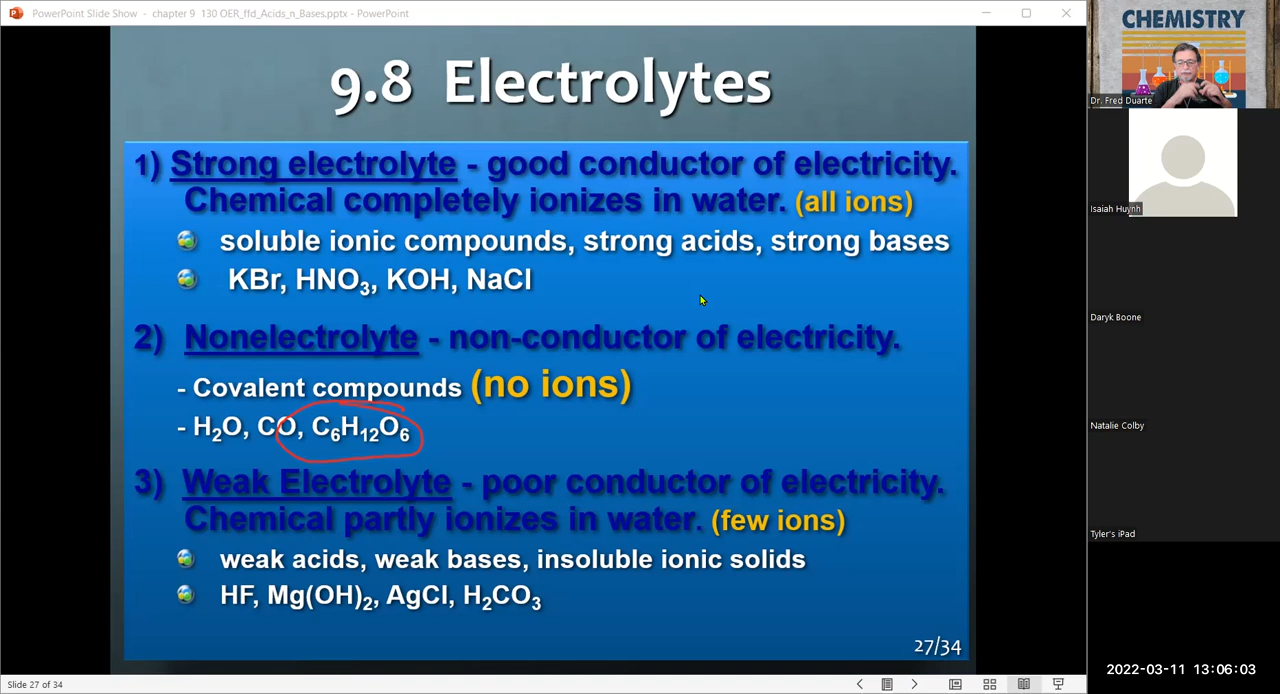 PowerPoint Slide Show - chapter 9 130 OER_ffd_Acids_n_Bases.pptx - PowerPoint
9.8 Electrolytes
1) Strong electrolyte - good conductor of electricity.
Chemical completely ionizes in water. (all ions)
soluble ionic compounds, strong acids, strong bases
KBr, HNO₃, KOH, NaCl
2) Nonelectrolyte - non-conductor of electricity.
- Covalent compounds (no ions)
- H₂O, CO, C₆H₁₂O₆
3) Weak Electrolyte - poor conductor of electricity.
Chemical partly ionizes in water. (few ions)
weak acids, weak bases, insoluble ionic solids
HF, Mg(OH)₂, AgCl, H₂CO₃
27/34
Slide 27 of 34
CHEMISTRY
Dr. Fred Duarte
Isaiah Huynh
Daryk Boone
Natalie Colby
Tyler's iPad
2022-03-11 13:06:03